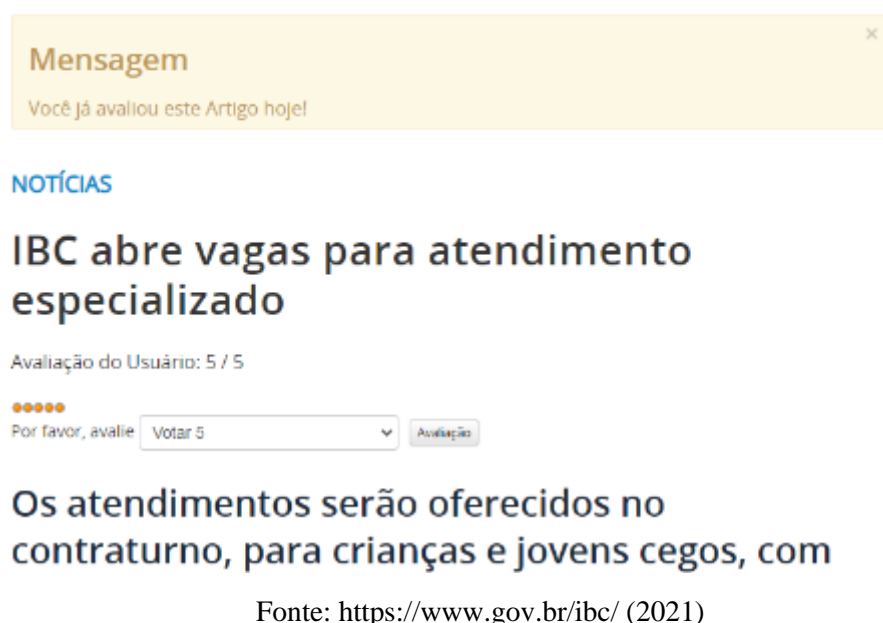 ×
Mensagem
Você já avaliou este Artigo hoje!
NOTÍCIAS
IBC abre vagas para atendimento
especializado
Avaliação do Usuário: 5 / 5
Por favor, avalie Votar 5 Avaliação
Os atendimentos serão oferecidos no
contraturno, para crianças e jovens cegos, com
Fonte: https://www.gov.br/ibc/ (2021)